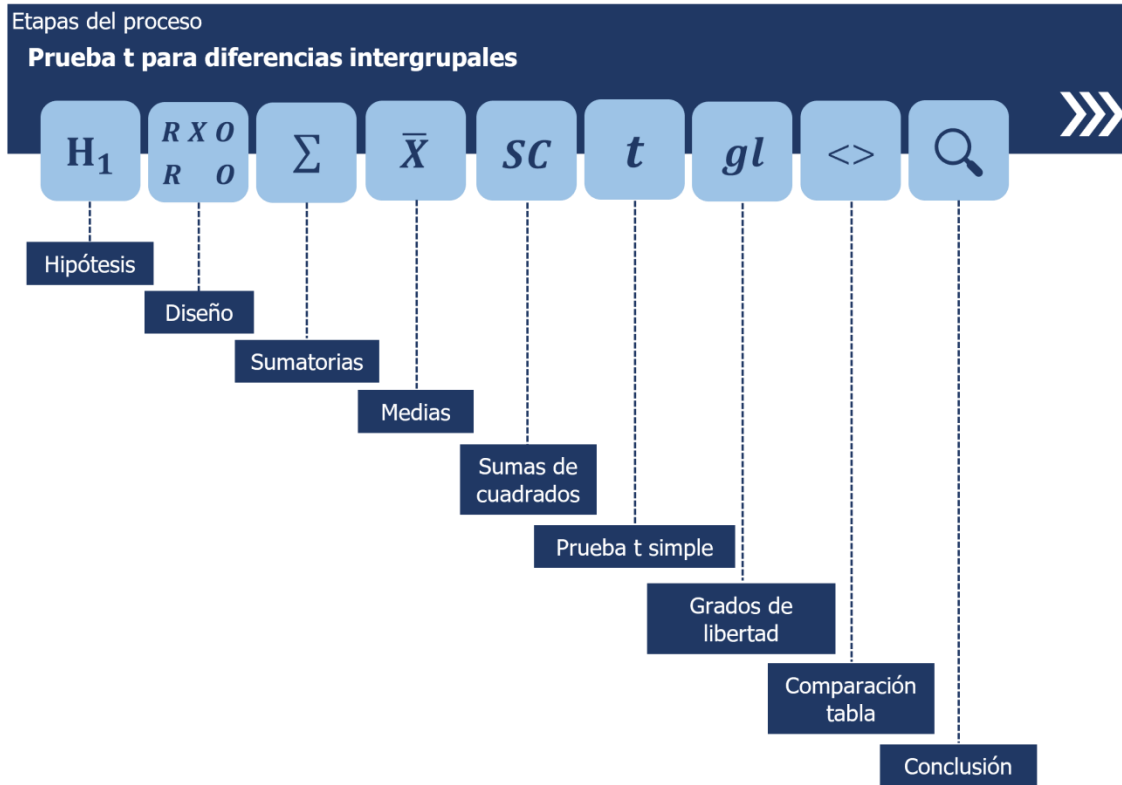 Etapas del proceso
Prueba t para diferencias intergrupales
H₁
R X O
R O
∑
X̅
SC
t
gl
<>
Hipótesis
Diseño
Sumatorias
Medias
Sumas de
cuadrados
Prueba t simple
Grados de
libertad
Comparación
tabla
Conclusión